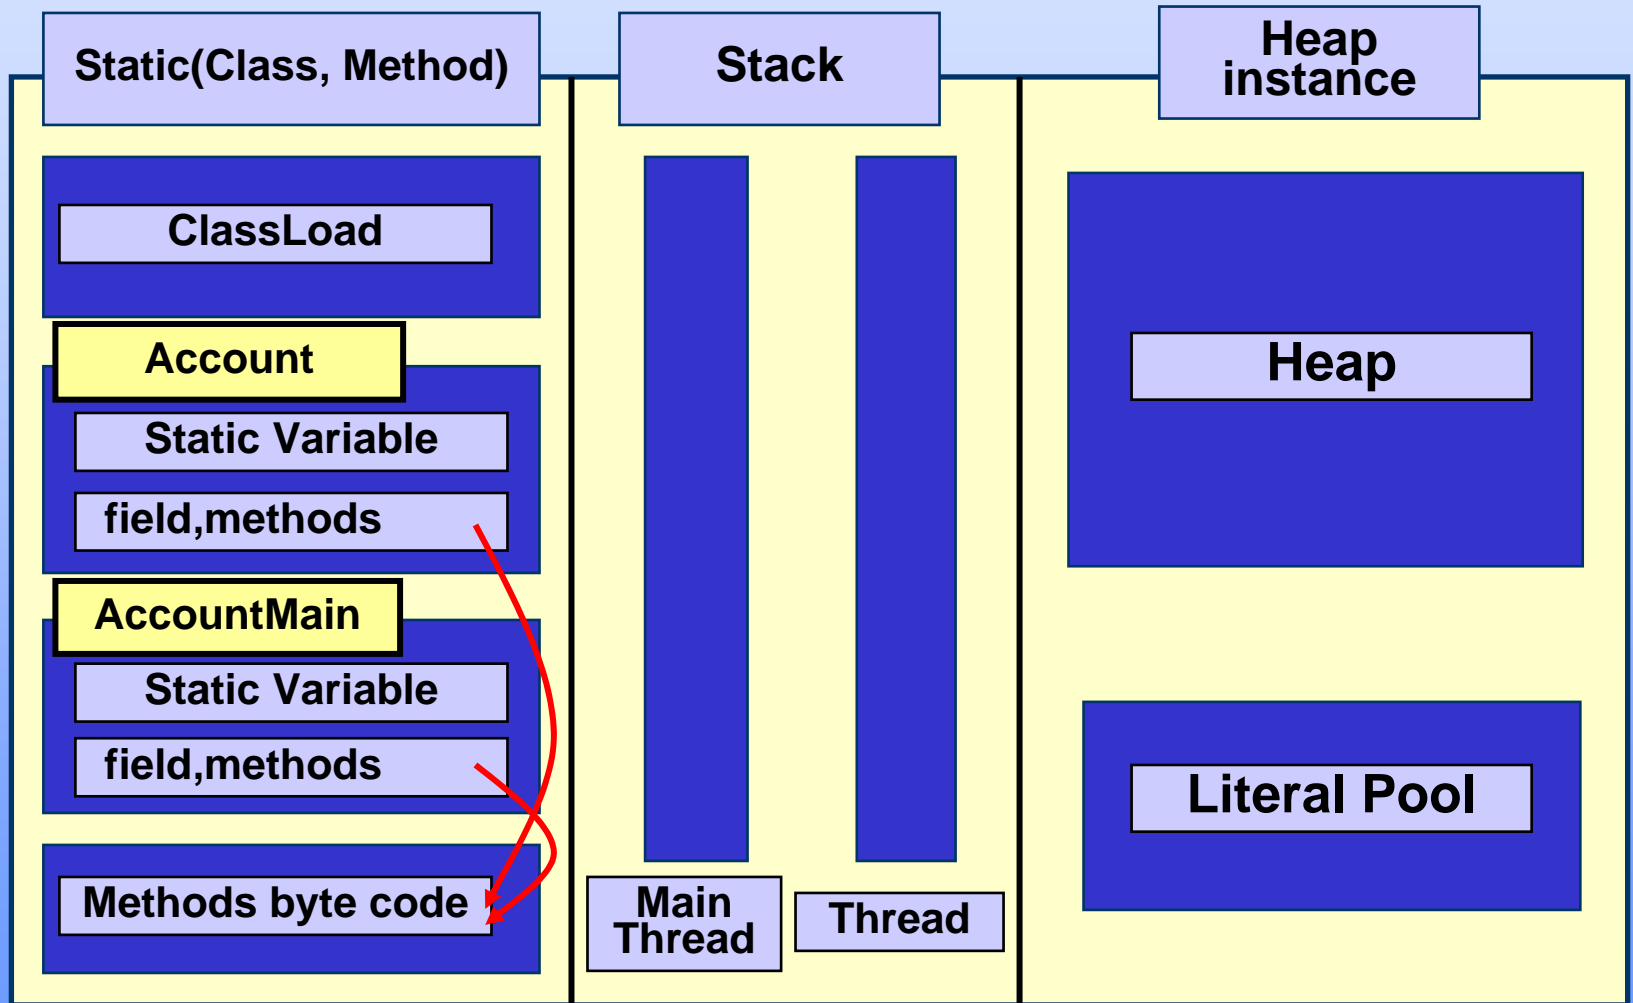 Static(Class, Method)
ClassLoad
Account
Static Variable
field,methods
AccountMain
Static Variable
field,methods
Methods byte code
Stack
Main
Thread
Thread
Heap
instance
Heap
Literal Pool